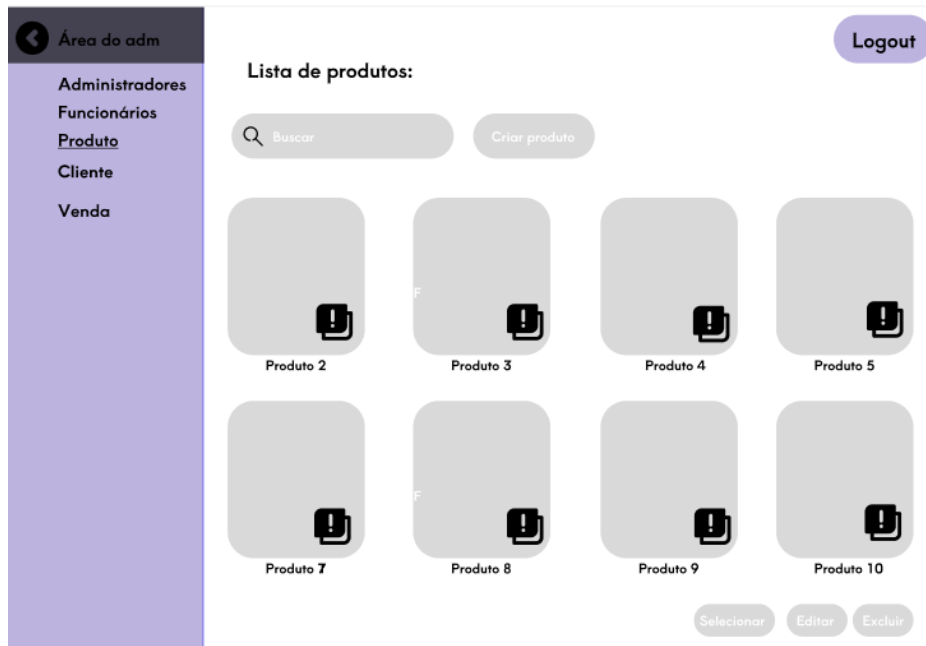 Área do adm
Administradores
Funcionários
Produto
Cliente
Venda
Logout
Lista de produtos:
Buscar
Criar produto
F
Produto 2
Produto 3
Produto 4
Produto 5
F
Produto 7
Produto 8
Produto 9
Produto 10
Selecionar
Editar
Excluir